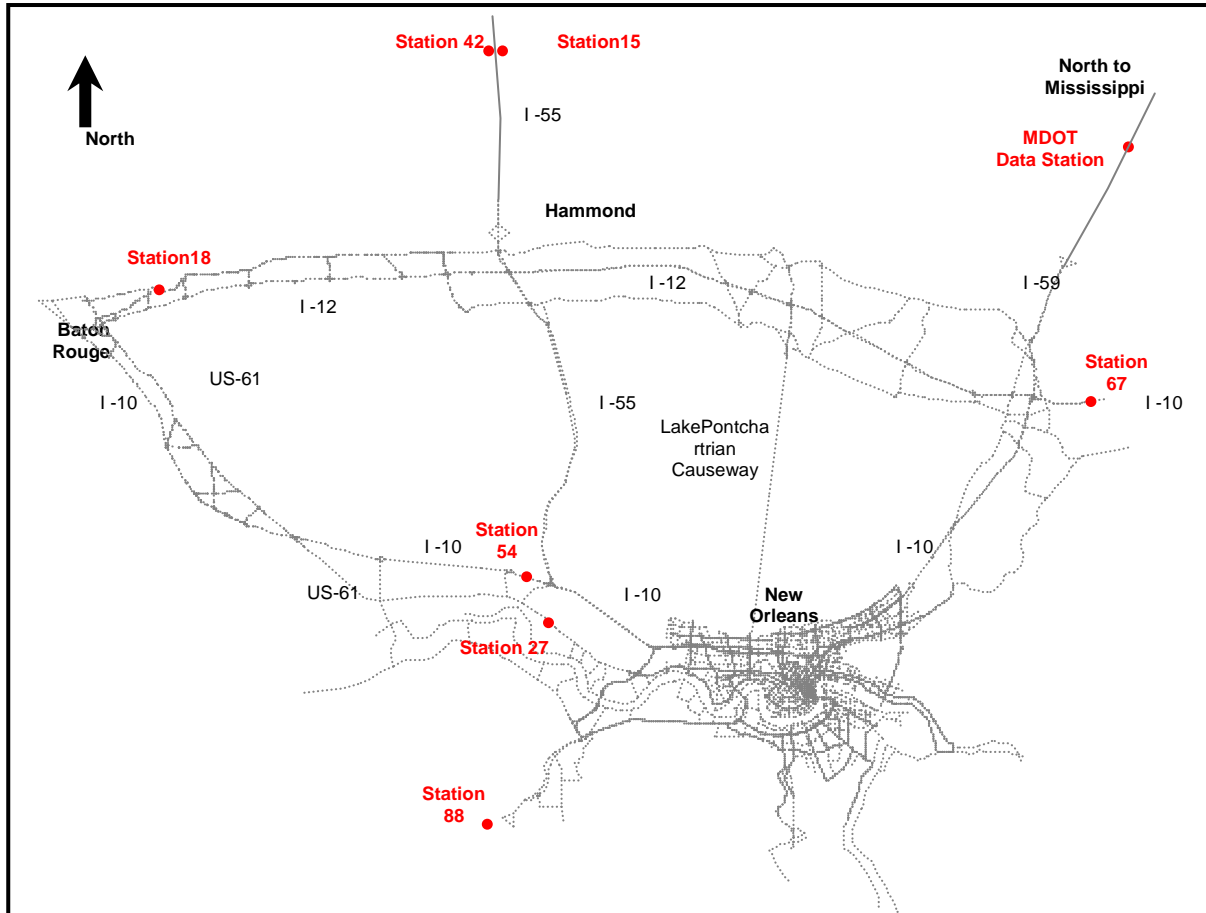 Station 42
Station15
North to
Mississippi
I -55
MDOT
Data Station
North
Hammond
Station18
I -12
I -12
I -59
Baton
Rouge
US-61
Station
67
I -10
I -55
I -10
LakePontcha
rtrian
Causeway
Station
54
I -10
I -10
US-61
I -10
New
Orleans
Station 27
Station
88